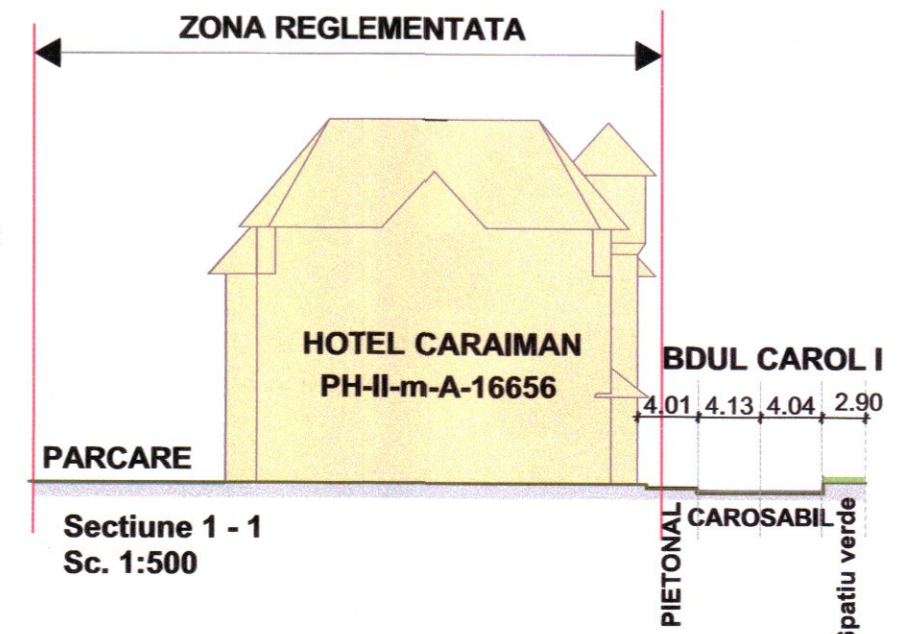 ZONA REGLEMENTATA
HOTEL CARAIMAN
PH-II-m-A-16656
BDUL CAROL I
4.01 4.13 4.04 2.90
PARCARE
Sectiune 1 - 1
Sc. 1:500
PIETONAL
CAROSABIL
Spatiu verde